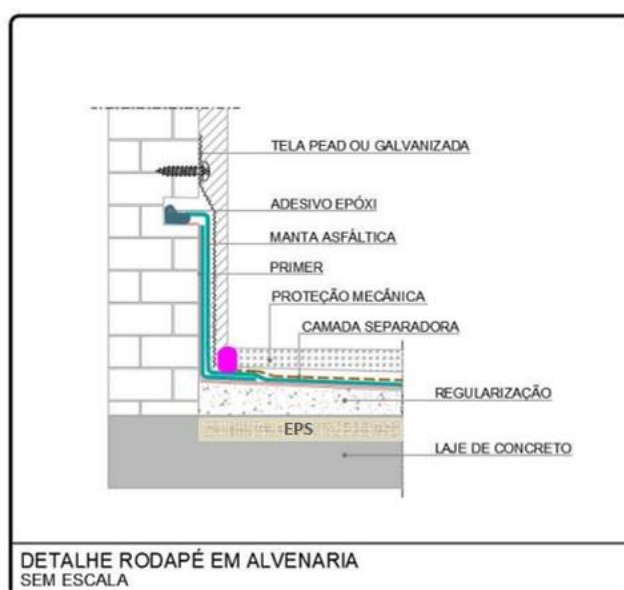 TELA PEAD OU GALVANIZADA
ADESIVO EPÓXI
MANTA ASFÁLTICA
PRIMER
PROTEÇÃO MECÂNICA
CAMADA SEPARADORA
REGULARIZAÇÃO
EPS
LAJE DE CONCRETO
DETALHE RODAPÉ EM ALVENARIA
SEM ESCALA